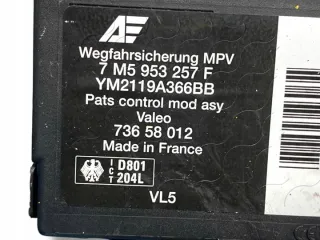 AE
Wegfahrsicherung MPV
7 M5 953 257 F
YM2119A366BB
Pats control mod asy
Valeo
736 58 012
Made in France
ICT D801
204L
VL5